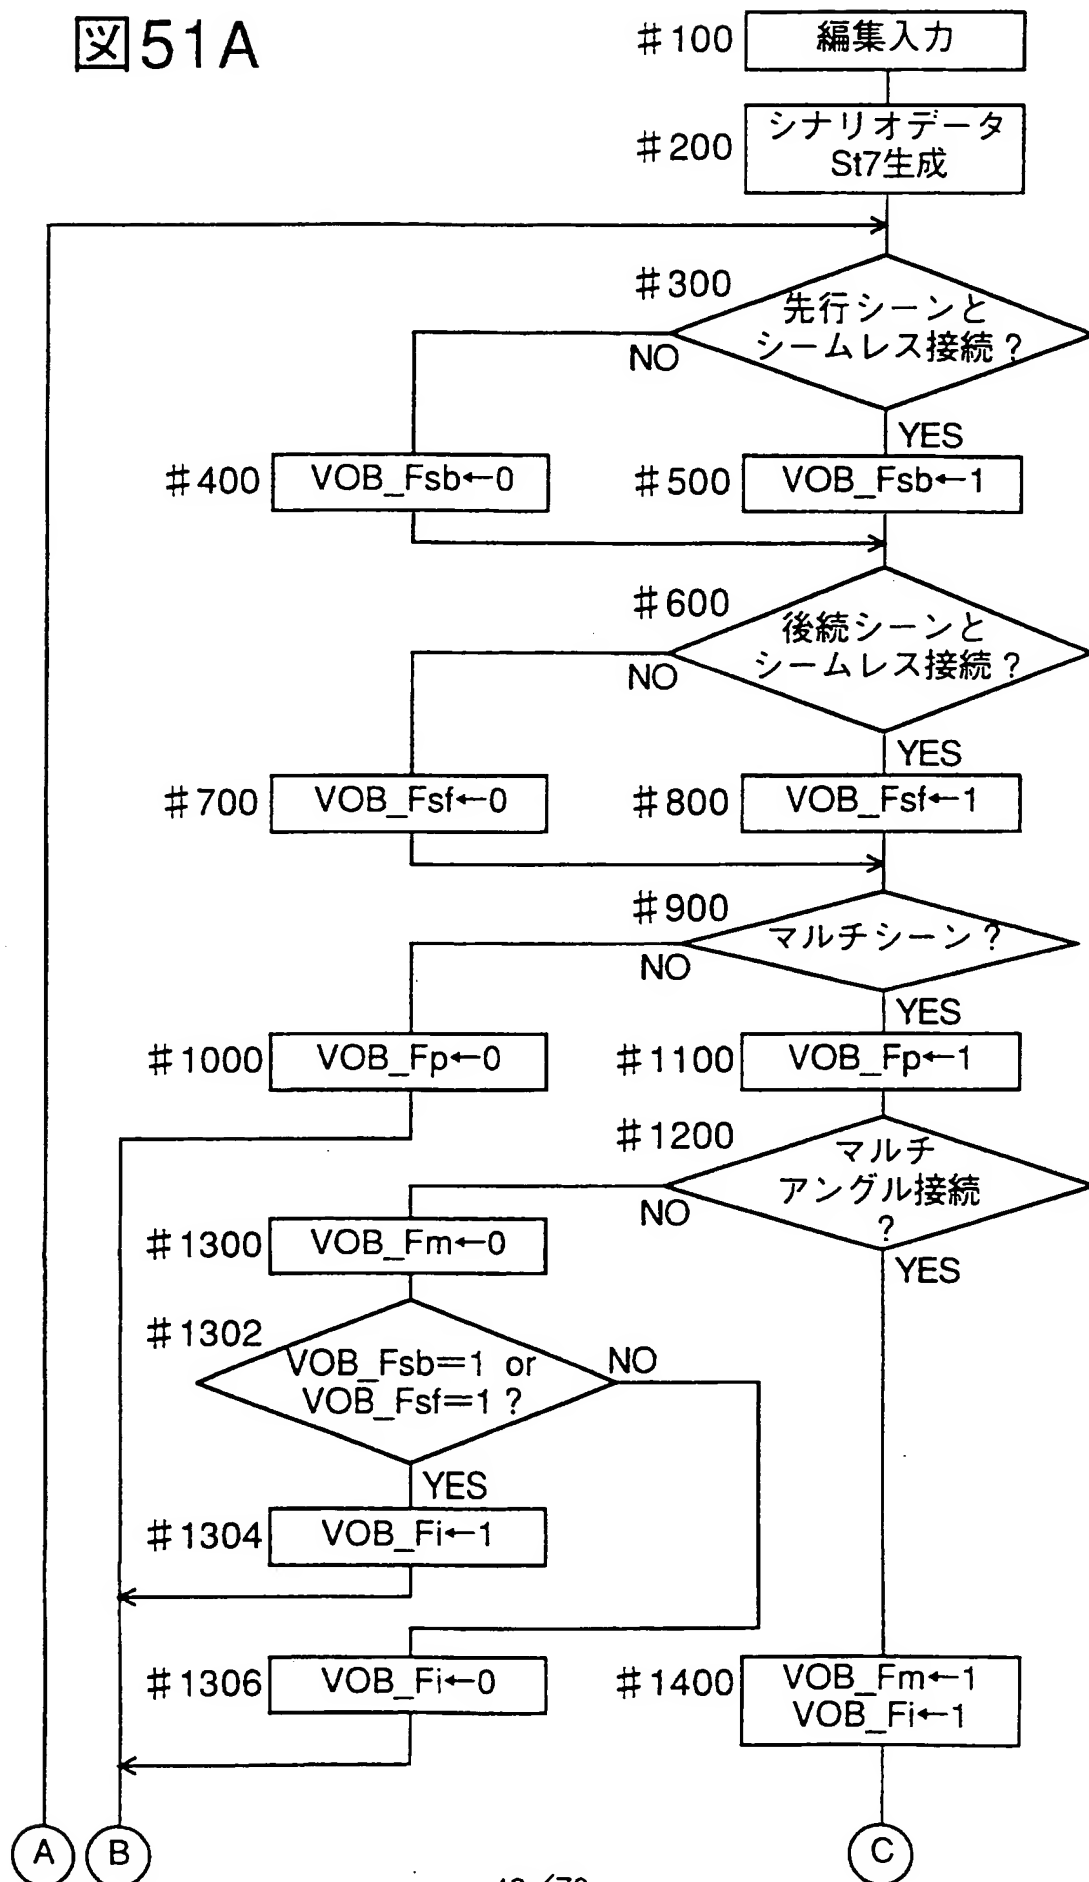 図51A
#100
編集入力
#200
シナリオデータ
St7生成
#300
先行シーンと
シームレス接続?
NO
YES
#400
VOB_Fsb←0
#500
VOB_Fsb←1
#600
後続シーンと
シームレス接続?
NO
YES
#700
VOB_Fsf←0
#800
VOB_Fsf←1
#900
マルチシーン?
NO
YES
#1000
VOB_Fp←0
#1100
VOB_Fp←1
#1200
マルチ
アングル接続
?
NO
YES
#1300
VOB_Fm←0
#1302
VOB_Fsb=1 or
VOB_Fsf=1?
NO
YES
#1304
VOB_Fi←1
#1306
VOB_Fi←0
#1400
VOB_Fm←1
VOB_Fi←1
A
B
C